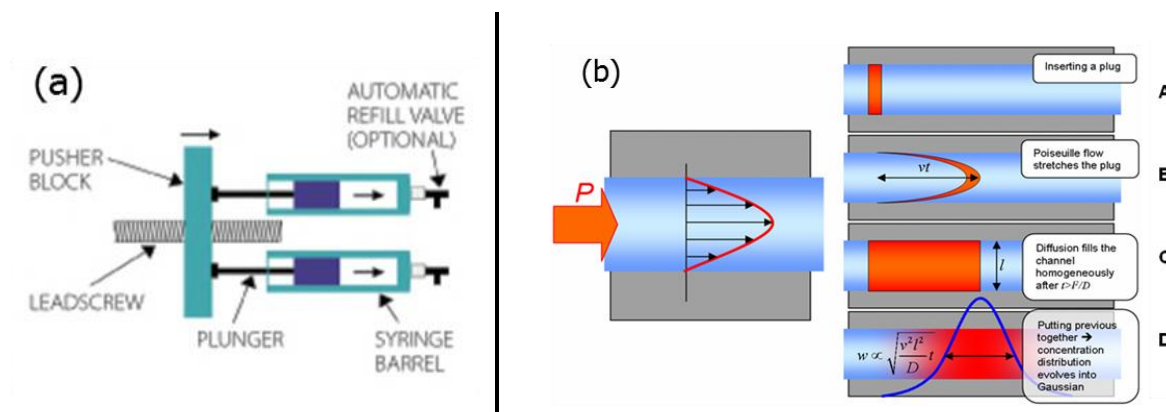 (a)
AUTOMATIC
REFILL VALVE
(OPTIONAL)
PUSHER
BLOCK
LEADSCREW
PLUNGER
SYRINGE
BARREL
(b)
P
Inserting a plug
A
Poiseuille flow
stretches the plug
vt
B
Diffusion fills the
channel
homogeneously
after t>l²/D
l
C
Putting previous
together ➔
concentration
distribution
evolves into
Gaussian
w ∝ √(v²l²/D t)
D